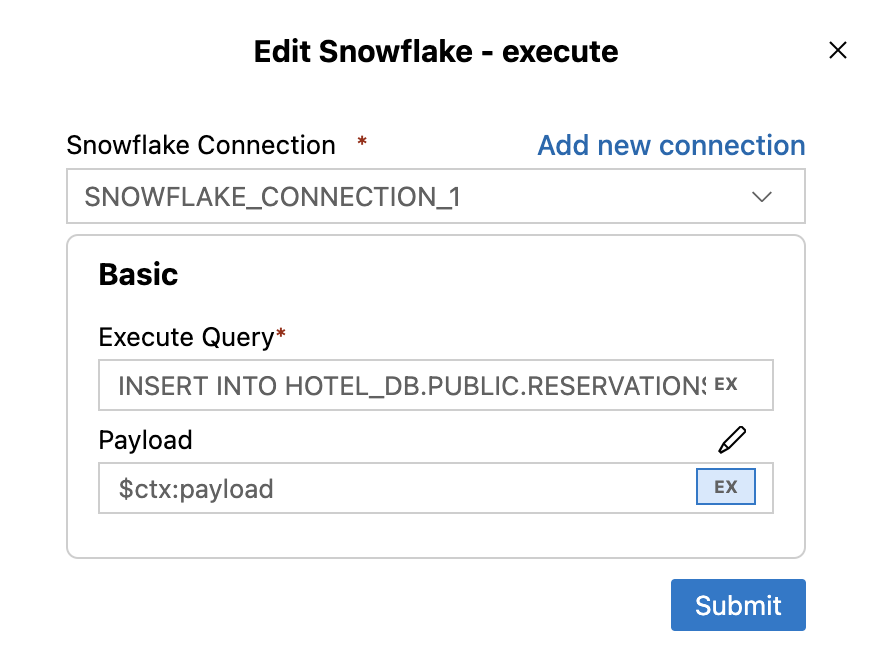 Edit Snowflake - execute
Snowflake Connection * Add new connection
SNOWFLAKE_CONNECTION_1
Basic
Execute Query*
INSERT INTO HOTEL_DB.PUBLIC.RESERVATIONS EX
Payload
$ctx:payload EX
Submit